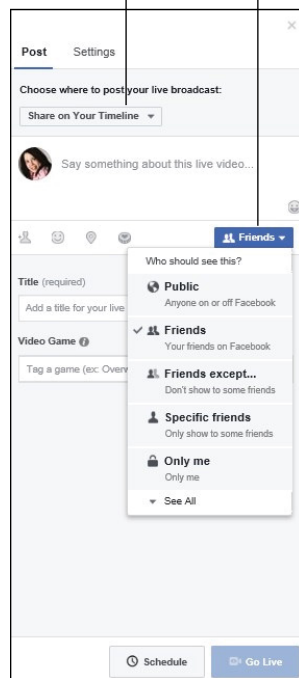 Post Settings
Choose where to post your live broadcast:
Share on Your Timeline
Say something about this live video...
Friends
Who should see this?
Public
Anyone on or off Facebook
Friends
Your friends on Facebook
Friends except...
Don't show to some friends
Specific friends
Only show to some friends
Only me
Only me
See All
Title (required)
Add a title for your live
Video Game
Tag a game (ex: Overw
Schedule Go Live